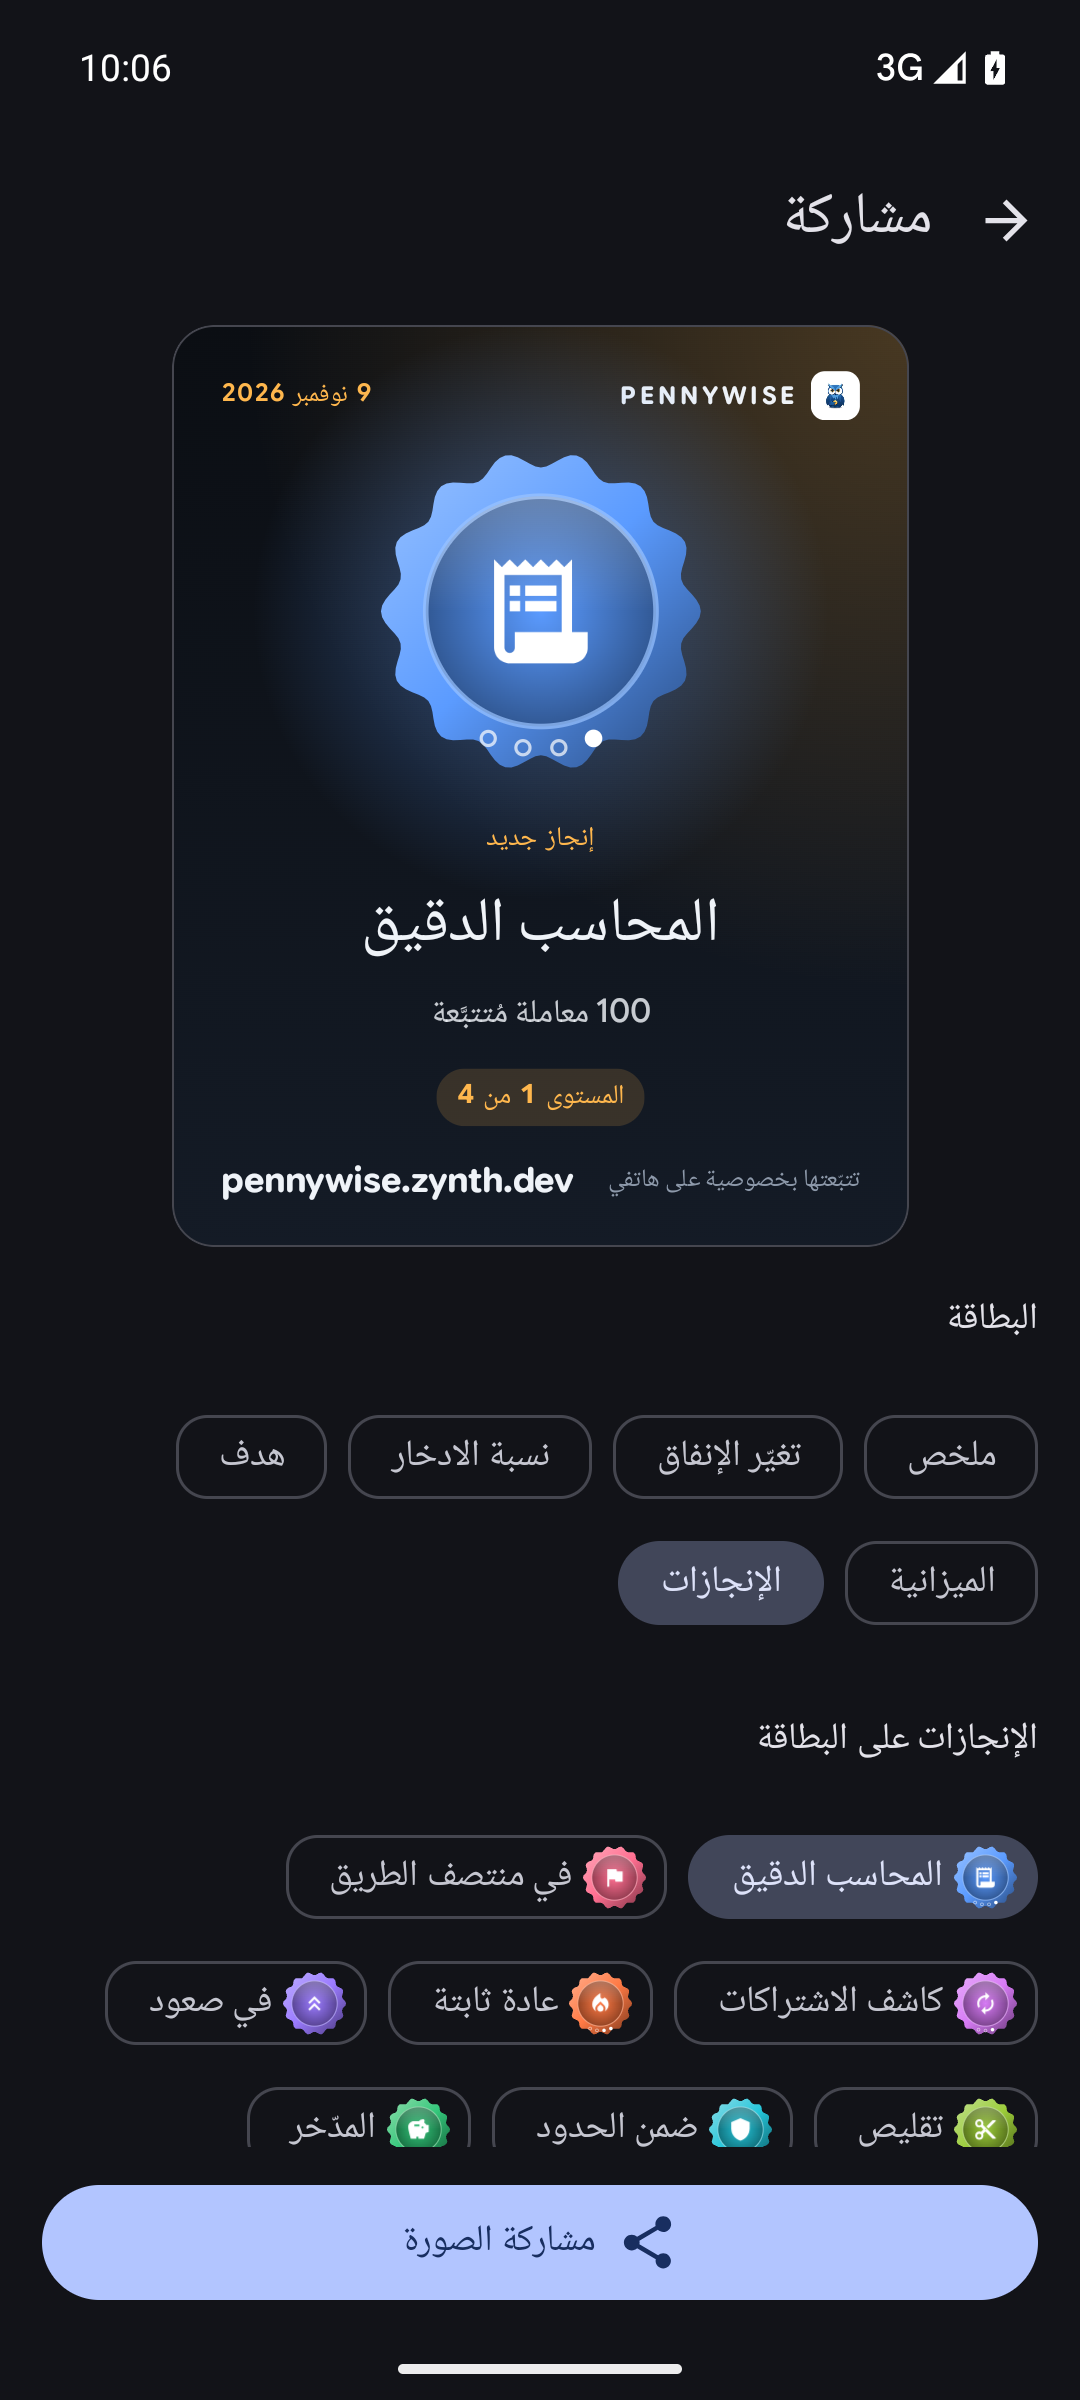 10:06
3G
مشاركة
PENNYWISE
9 نوفمبر 2026
إنجاز جديد
المحاسب الدقيق
100 معاملة مُتتبَّعة
المستوى 1 من 4
تتبّعتها بخصوصية على هاتفي
pennywise.zynth.dev
البطاقة
ملخص
تغيّر الإنفاق
نسبة الادخار
هدف
الميزانية
الإنجازات
الإنجازات على البطاقة
المحاسب الدقيق
في منتصف الطريق
كاشف الاشتراكات
عادة ثابتة
في صعود
تقليص
ضمن الحدود
المدّخر
مشاركة الصورة